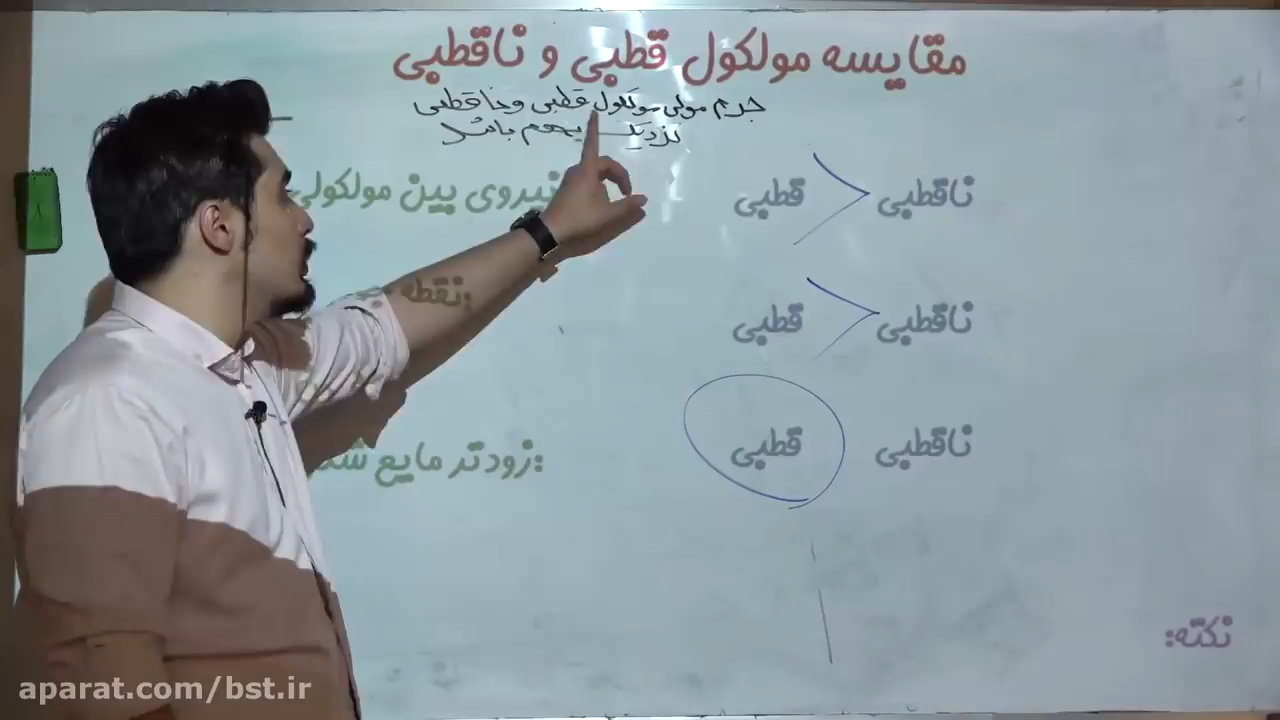 مقایسه مولکول قطبی و ناقطبی
جرم مولی مولکول قطبی و ناقطبی
نزدیک بهم باشد
نیروی بین مولکولی
ناقطبی > قطبی
:نقطه
ناقطبی > قطبی
:زودتر مایع
ناقطبی قطبی
نکته:
aparat.com/bst.ir